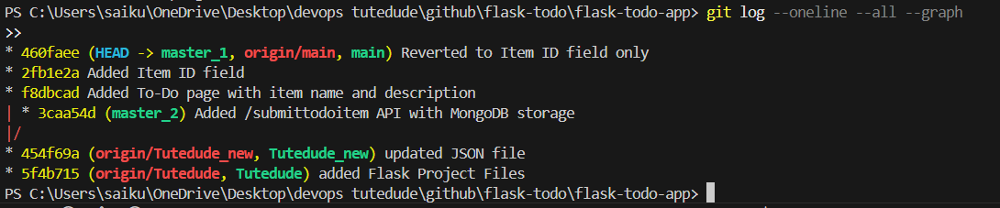 PS C:\Users\saiku\OneDrive\Desktop\devops tutedude\github\flask-todo\flask-todo-app> git log --oneline --all --graph
>>
* 460faee (HEAD -> master_1, origin/main, main) Reverted to Item ID field only
* 2fb1e2a Added Item ID field
* f8dbcad Added To-Do page with item name and description
| * 3caa54d (master_2) Added /submittodoitem API with MongoDB storage
|/
* 454f69a (origin/Tutedude_new, Tutedude_new) updated JSON file
* 5f4b715 (origin/Tutedude, Tutedude) added Flask Project Files
PS C:\Users\saiku\OneDrive\Desktop\devops tutedude\github\flask-todo\flask-todo-app>